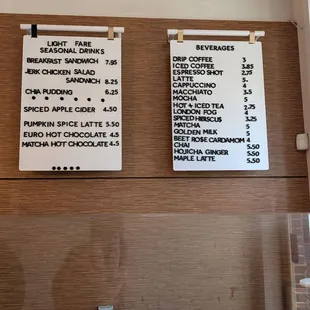 LIGHT FARE
SEASONAL DRINKS
BREAKFAST SANDWICH 7.95
JERK CHICKEN SALAD
SANDWICH 8.25
CHIA PUDDING 6.25
SPICED APPLE CIDER 4.50
PUMPKIN SPICE LATTE 5.50
EURO HOT CHOCOLATE 4.5
MATCHA HOT CHOCOLATE 4.5
BEVERAGES
DRIP COFFEE 3
ICED COFFEE 3.85
ESPRESSO SHOT 2.75
LATTE 5.
CAPPUCCINO 4
MACCHIATO 3.5
MOCHA 5
HOT + ICED TEA 2.75
LONDON FOG 4
SPICED HIBISCUS 3.25
MATCHA 5
GOLDEN MILK 5
BEET ROSE CARDAMOM 4
CHAI 5.50
HOJICHA GINGER 5.50
MAPLE LATTE 5.50